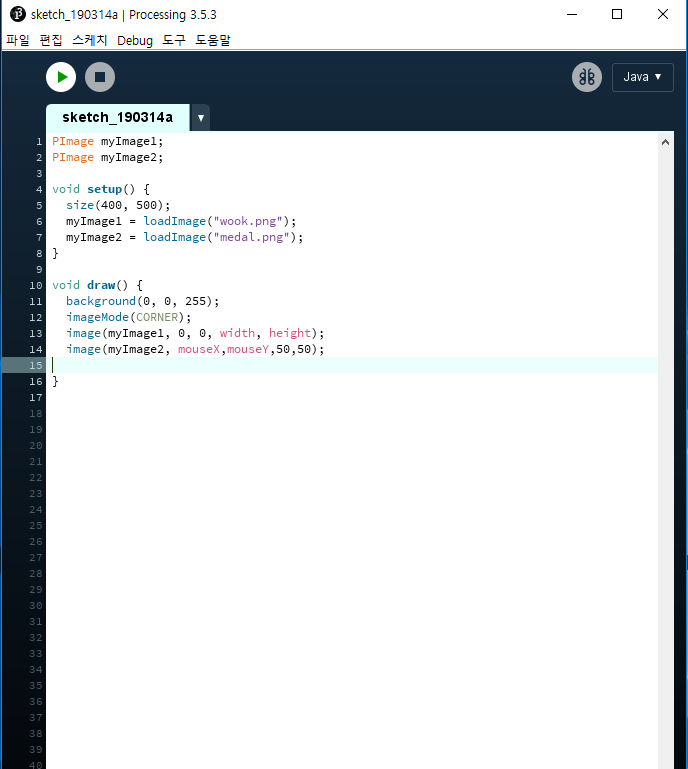 sketch_190314a | Processing 3.5.3
파일 편집 스케치 Debug 도구 도움말
Java ▼
sketch_190314a ▼
1 PImage myImage1;
2 PImage myImage2;
3
4 void setup() {
5   size(400, 500);
6   myImage1 = loadImage("wook.png");
7   myImage2 = loadImage("medal.png");
8 }
9
10 void draw() {
11   background(0, 0, 255);
12   imageMode(CORNER);
13   image(myImage1, 0, 0, width, height);
14   image(myImage2, mouseX,mouseY,50,50);
15
16 }
17
18
19
20
21
22
23
24
25
26
27
28
29
30
31
32
33
34
35
36
37
38
39
40